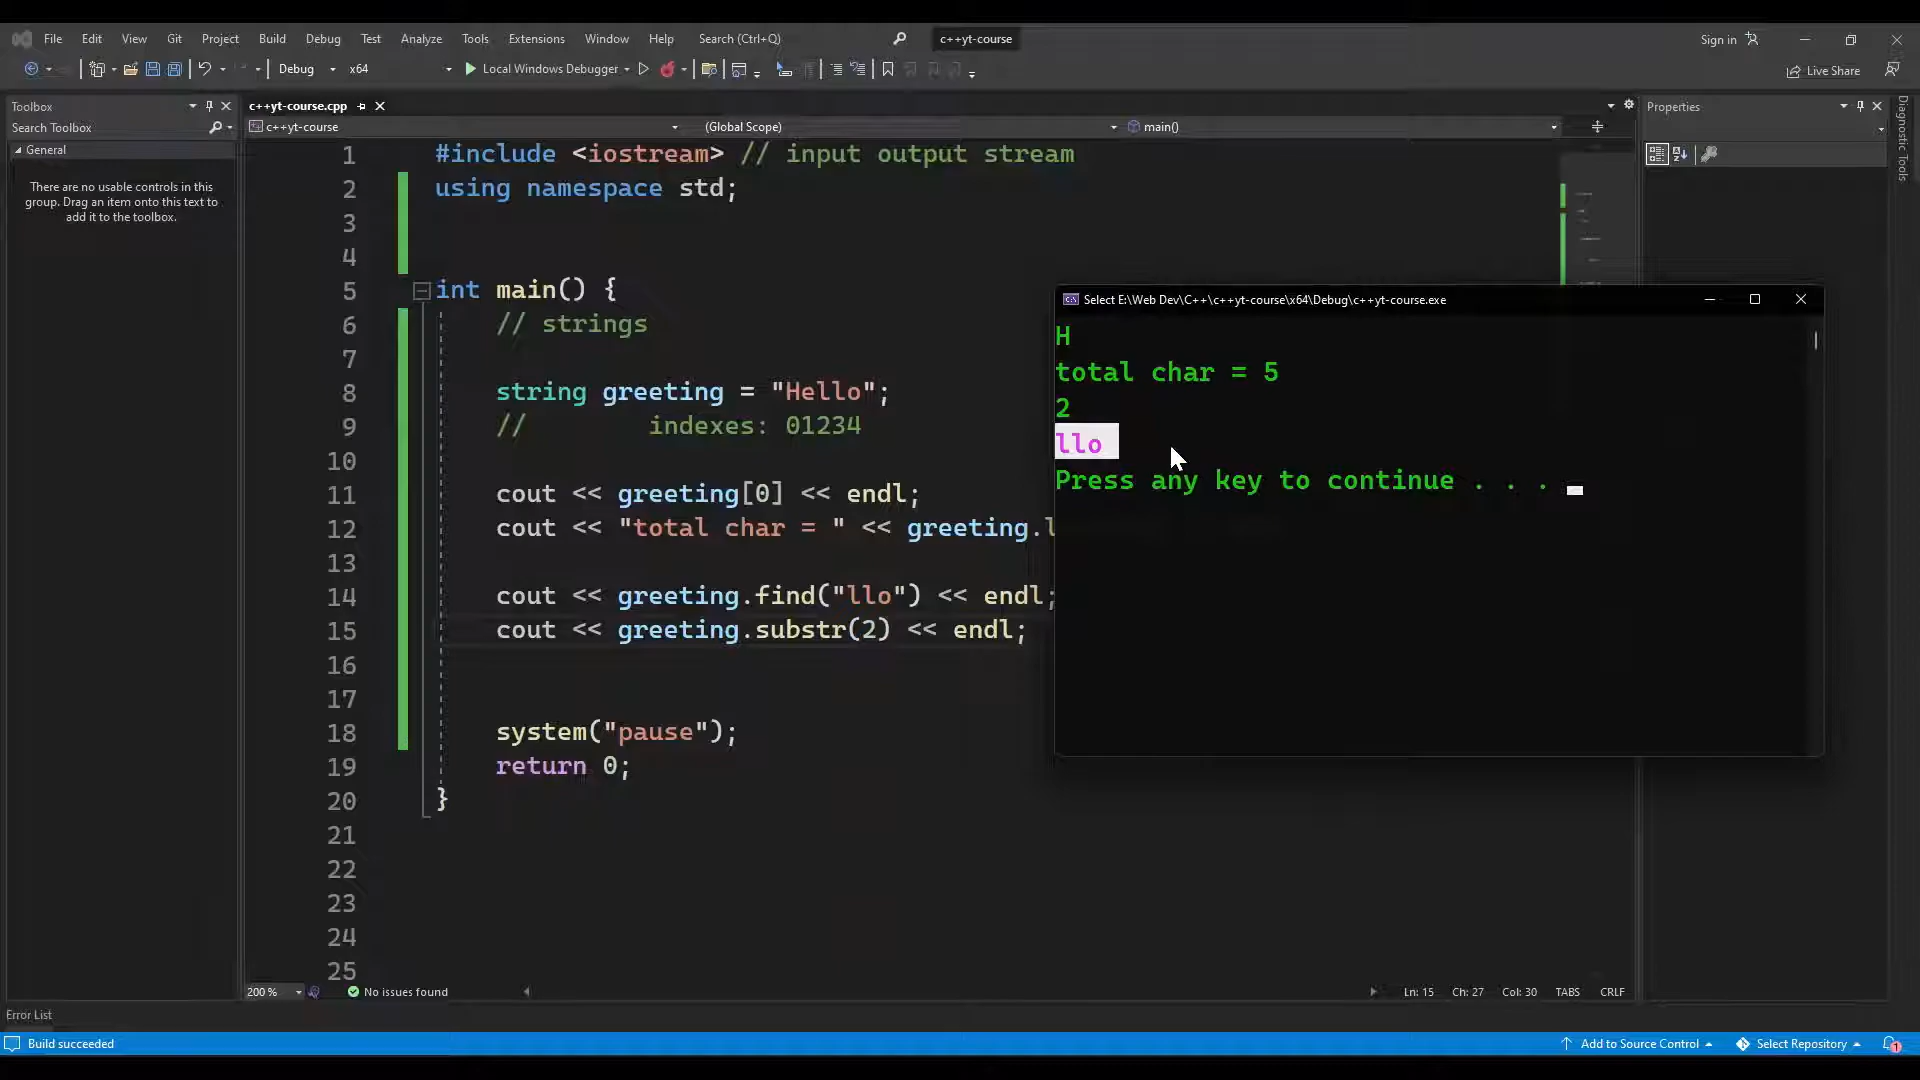 File Edit View Git Project Build Debug Test Analyze Tools Extensions Window Help Search (Ctrl+Q) c++yt-course Sign in
Debug x64 Local Windows Debugger Live Share
Toolbox
Search Toolbox
General
There are no usable controls in this
group. Drag an item onto this text to
add it to the toolbox.
c++yt-course.cpp
c++yt-course (Global Scope) main()
1 #include <iostream> // input output stream
2 using namespace std;
3
4
5 int main() {
6 // strings
7
8 string greeting = "Hello";
9 // indexes: 01234
10
11 cout << greeting[0] << endl;
12 cout << "total char = " << greeting.l
13
14 cout << greeting.find("llo") << endl;
15 cout << greeting.substr(2) << endl;
16
17
18 system("pause");
19 return 0;
20 }
21
22
23
24
25
Select E:\Web Dev\C++\c++yt-course\x64\Debug\c++yt-course.exe
H
total char = 5
2
llo
Press any key to continue . . .
Properties
Diagnostic Tools
200 % No issues found Ln: 15 Ch: 27 Col: 30 TABS CRLF
Error List
Build succeeded Add to Source Control Select Repository 1